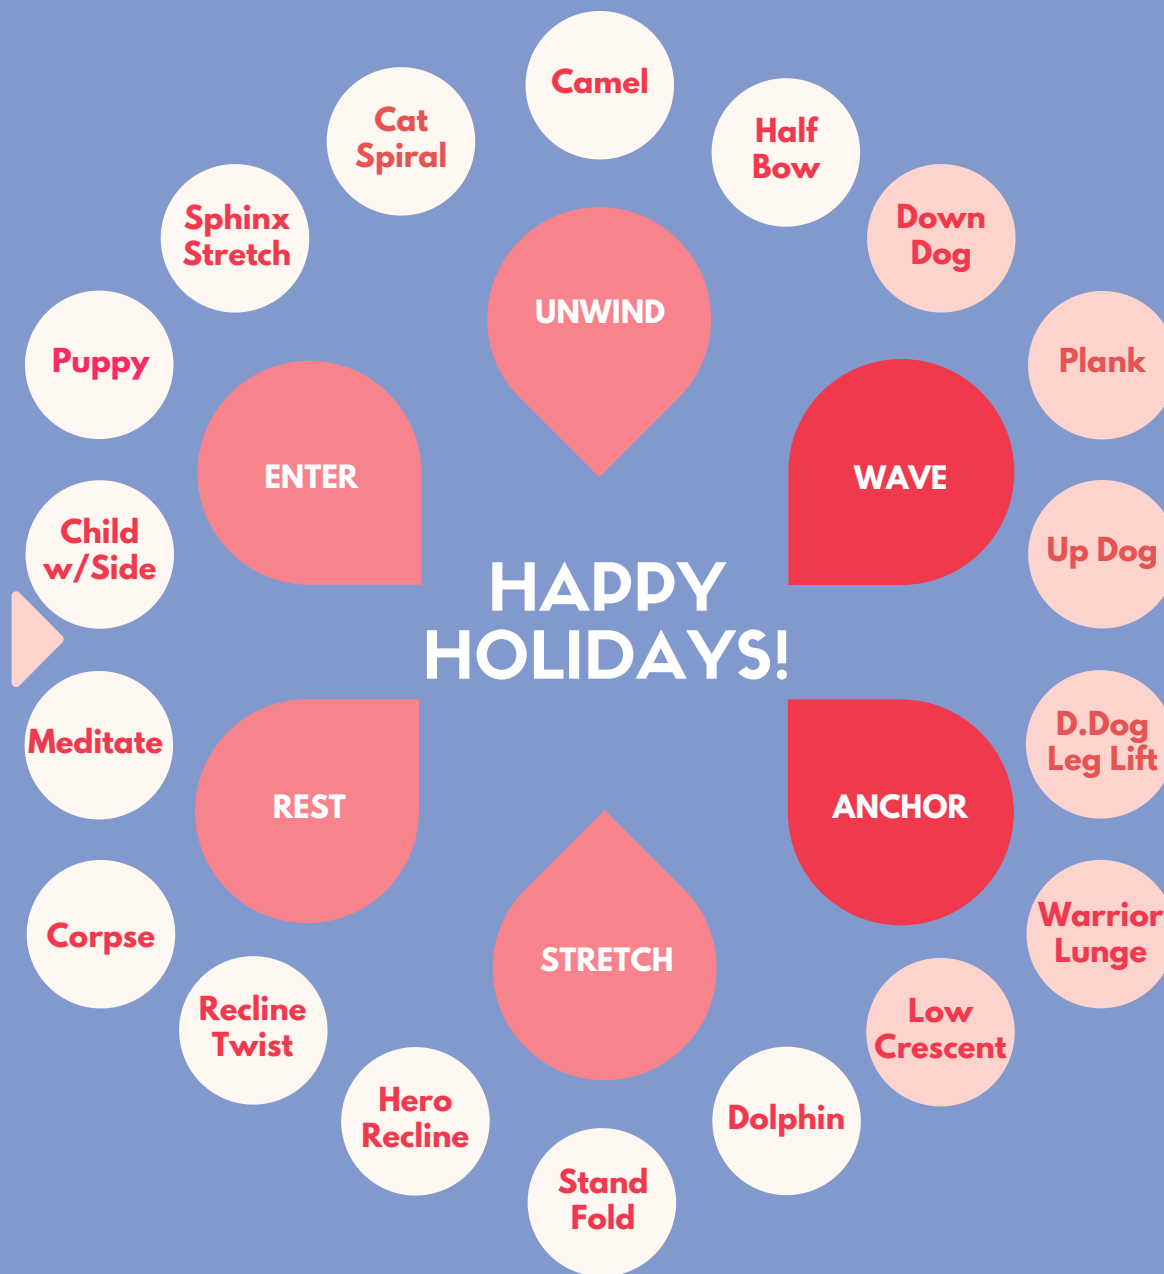 Camel
Cat
Spiral
Half
Bow
Sphinx
Stretch
Down
Dog
UNWIND
Puppy
Plank
ENTER
WAVE
Child
w/Side
Up Dog
HAPPY
HOLIDAYS!
Meditate
D.Dog
Leg Lift
REST
ANCHOR
Corpse
Warrior
Lunge
STRETCH
Recline
Twist
Low
Crescent
Hero
Recline
Dolphin
Stand
Fold